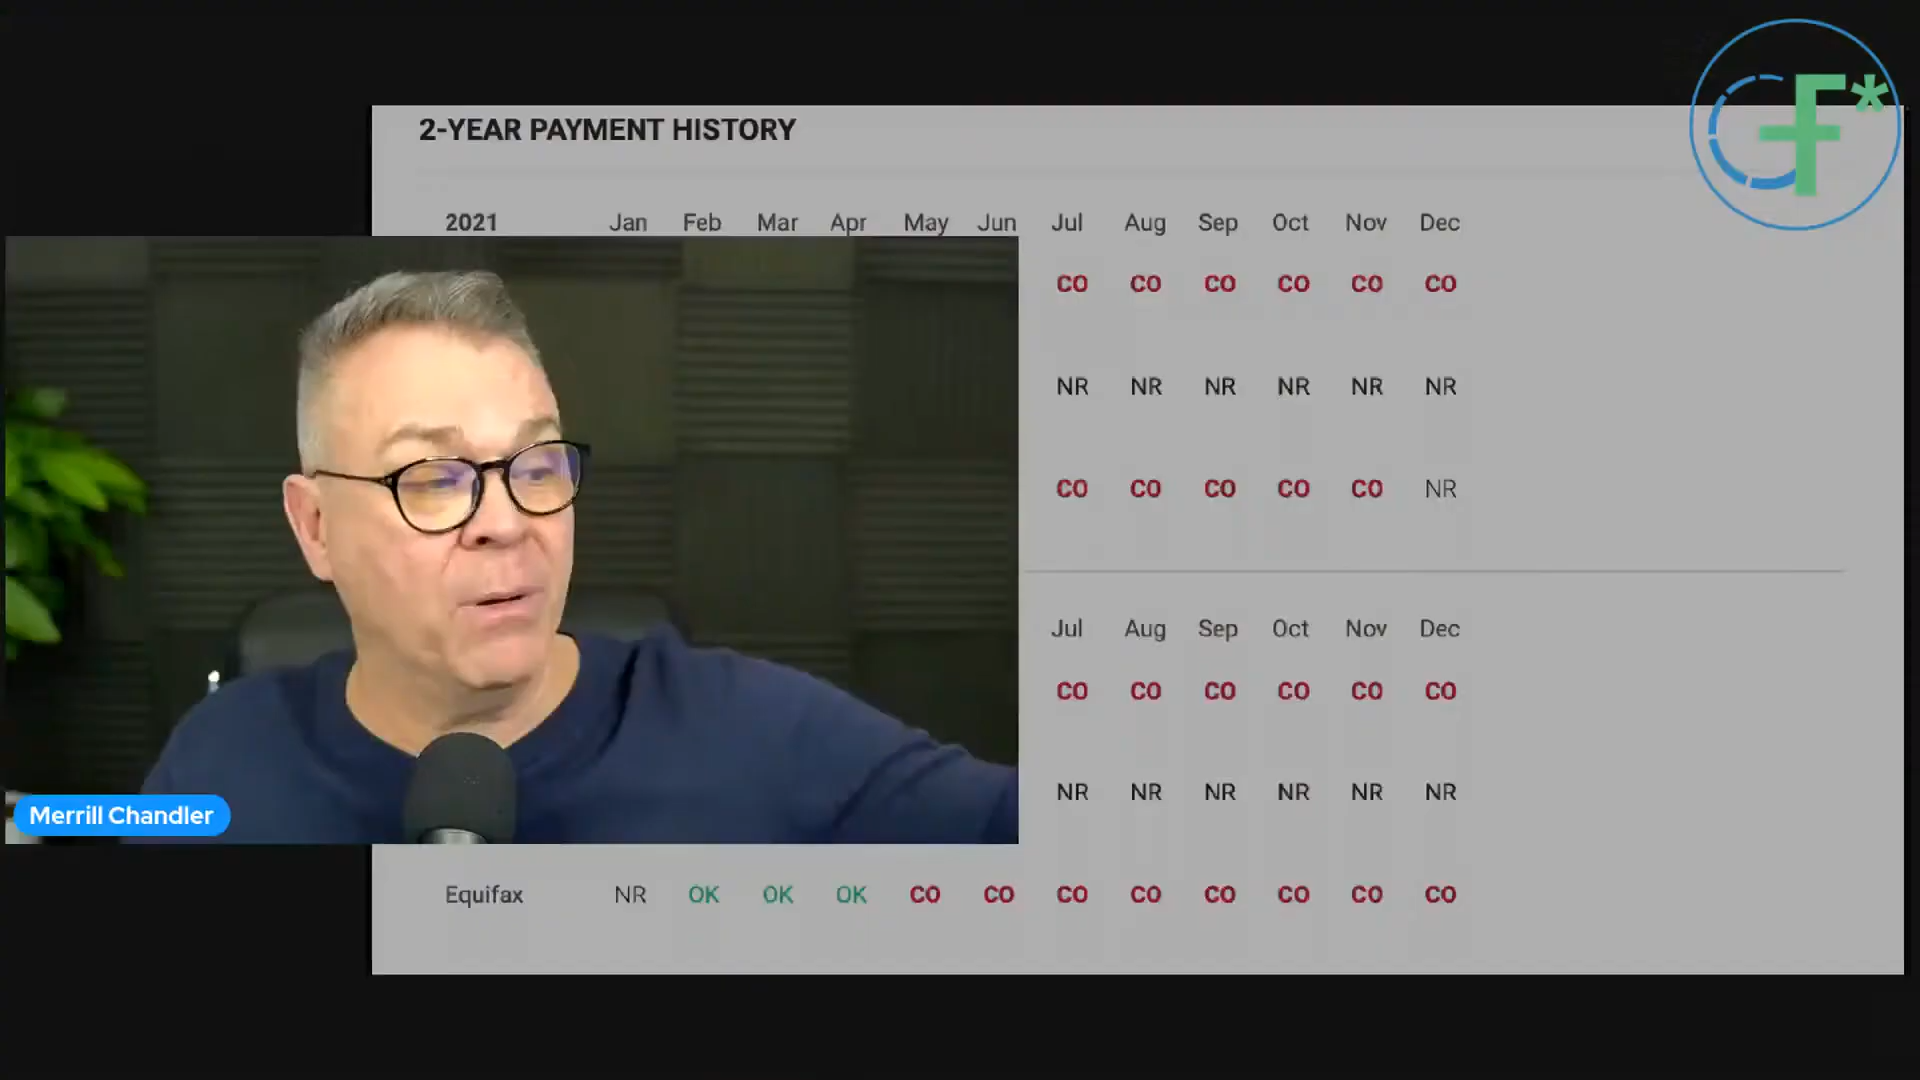 2-YEAR PAYMENT HISTORY
2021 Jan Feb Mar Apr May Jun Jul Aug Sep Oct Nov Dec
CO CO CO CO CO CO
NR NR NR NR NR NR
CO CO CO CO CO NR
Jul Aug Sep Oct Nov Dec
CO CO CO CO CO CO
NR NR NR NR NR NR
Merrill Chandler
Equifax NR OK OK OK CO CO CO CO CO CO CO CO
CF*